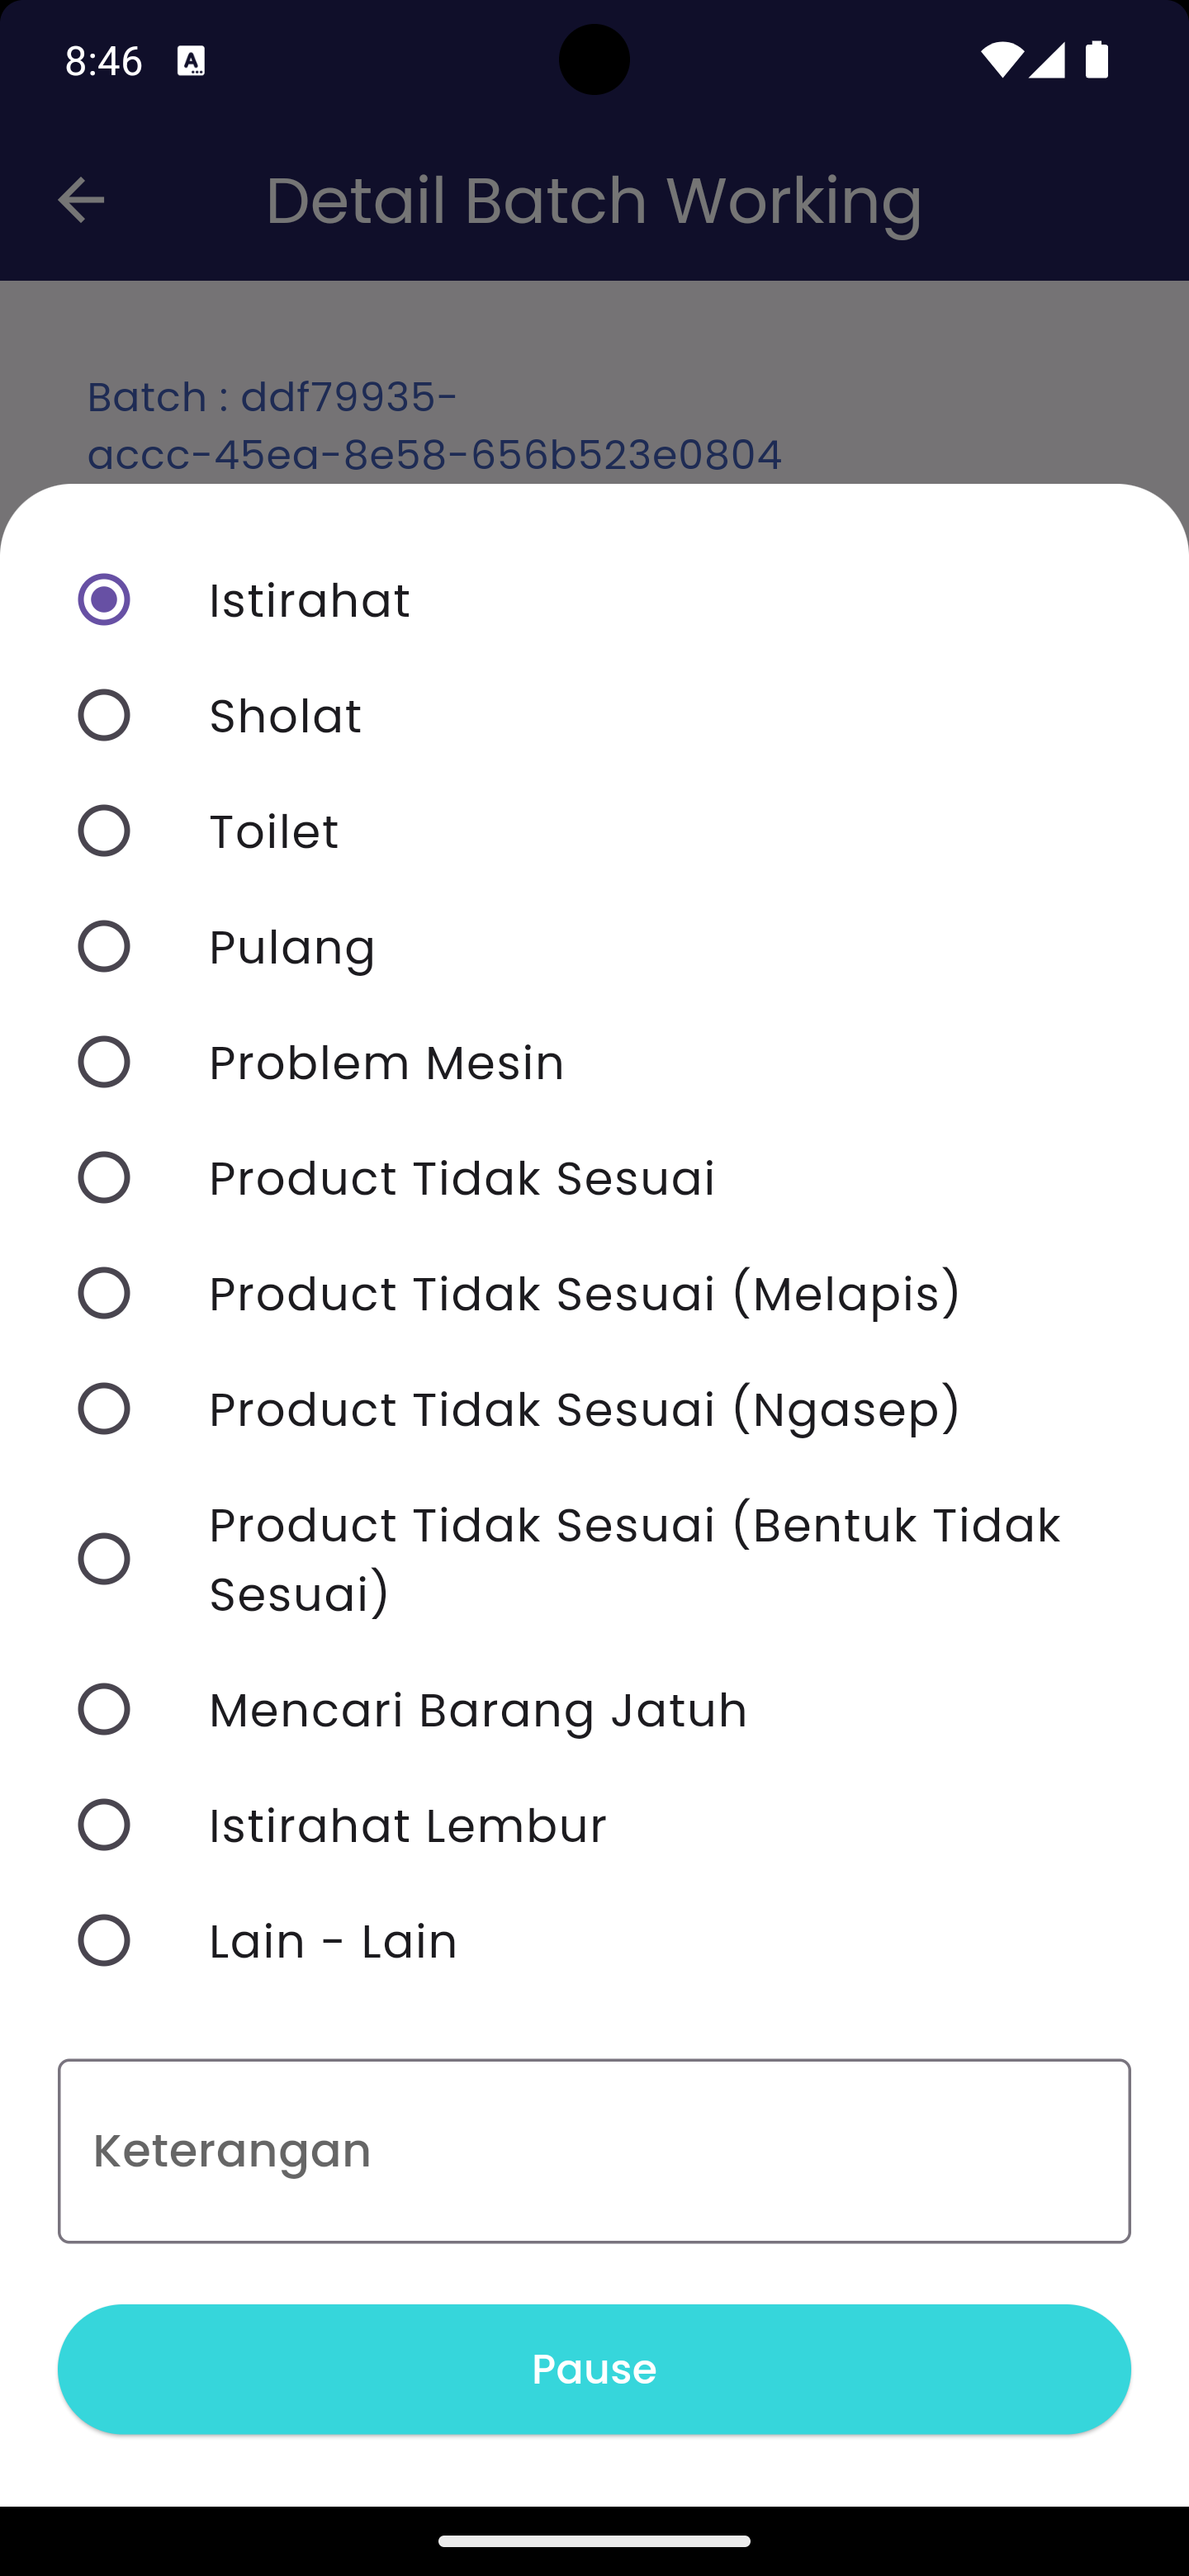 8:46
Detail Batch Working
Batch : ddf79935-
accc-45ea-8e58-656b523e0804
Istirahat
Sholat
Toilet
Pulang
Problem Mesin
Product Tidak Sesuai
Product Tidak Sesuai (Melapis)
Product Tidak Sesuai (Ngasep)
Product Tidak Sesuai (Bentuk Tidak
Sesuai)
Mencari Barang Jatuh
Istirahat Lembur
Lain - Lain
Keterangan
Pause